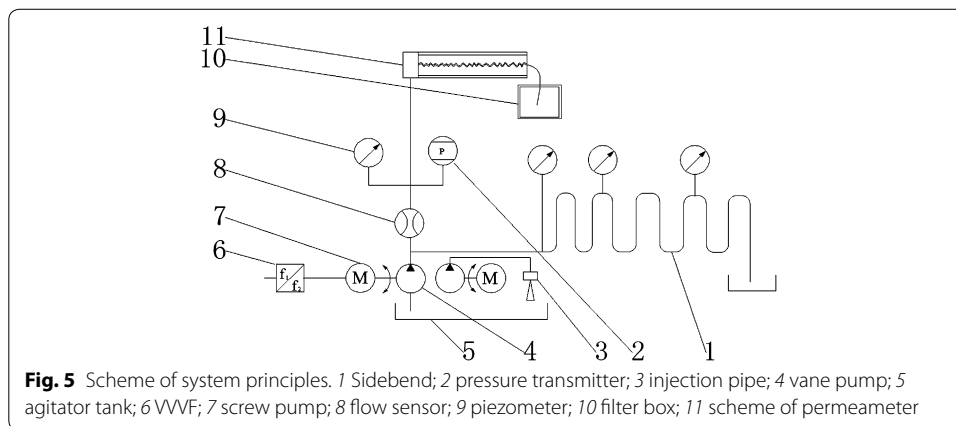 11
10
9
P
8
7
6
f₁
f₂
M
M
5
4
3
2
1
Fig. 5 Scheme of system principles. 1 Sidebend; 2 pressure transmitter; 3 injection pipe; 4 vane pump; 5
agitator tank; 6 VVVF; 7 screw pump; 8 flow sensor; 9 piezometer; 10 filter box; 11 scheme of permeameter